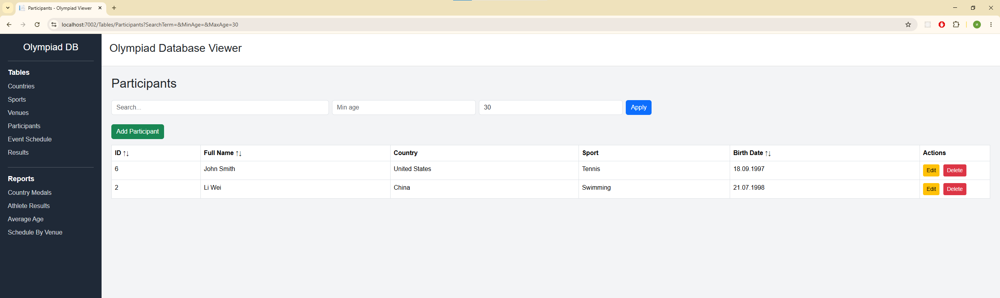 Participants - Olympiad Viewer
localhost:7002/Tables/Participants?SearchTerm=&MinAge=&MaxAge=30
И
Olympiad DB
Tables
Countries
Sports
Venues
Participants
Event Schedule
Results
Reports
Country Medals
Athlete Results
Average Age
Schedule By Venue
Olympiad Database Viewer
Participants
Search... Min age 30 Apply
Add Participant
ID ↑↓ Full Name ↑↓ Country Sport Birth Date ↑↓ Actions
6 John Smith United States Tennis 18.09.1997 Edit Delete
2 Li Wei China Swimming 21.07.1998 Edit Delete